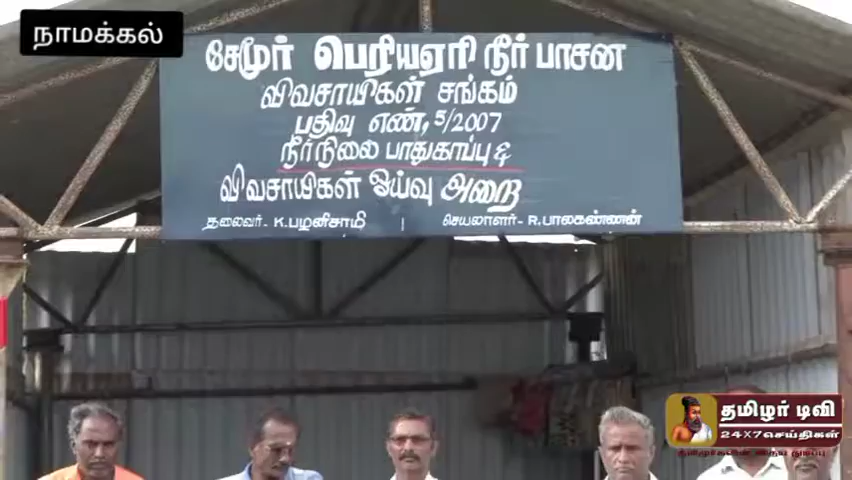 நாமக்கல்
சேமூர் பெரியஏரி நீர் பாசன
விவசாயிகள் சங்கம்
பதிவு எண், 5/2007
நீர்நிலை பாதுகாப்பு &
விவசாயிகள் ஓய்வு அறை
தலைவர்- K.பழனிசாமி | செயலாளர்- R.பாலகண்ணன்
தமிழர் டிவி
24X7செய்திகள்